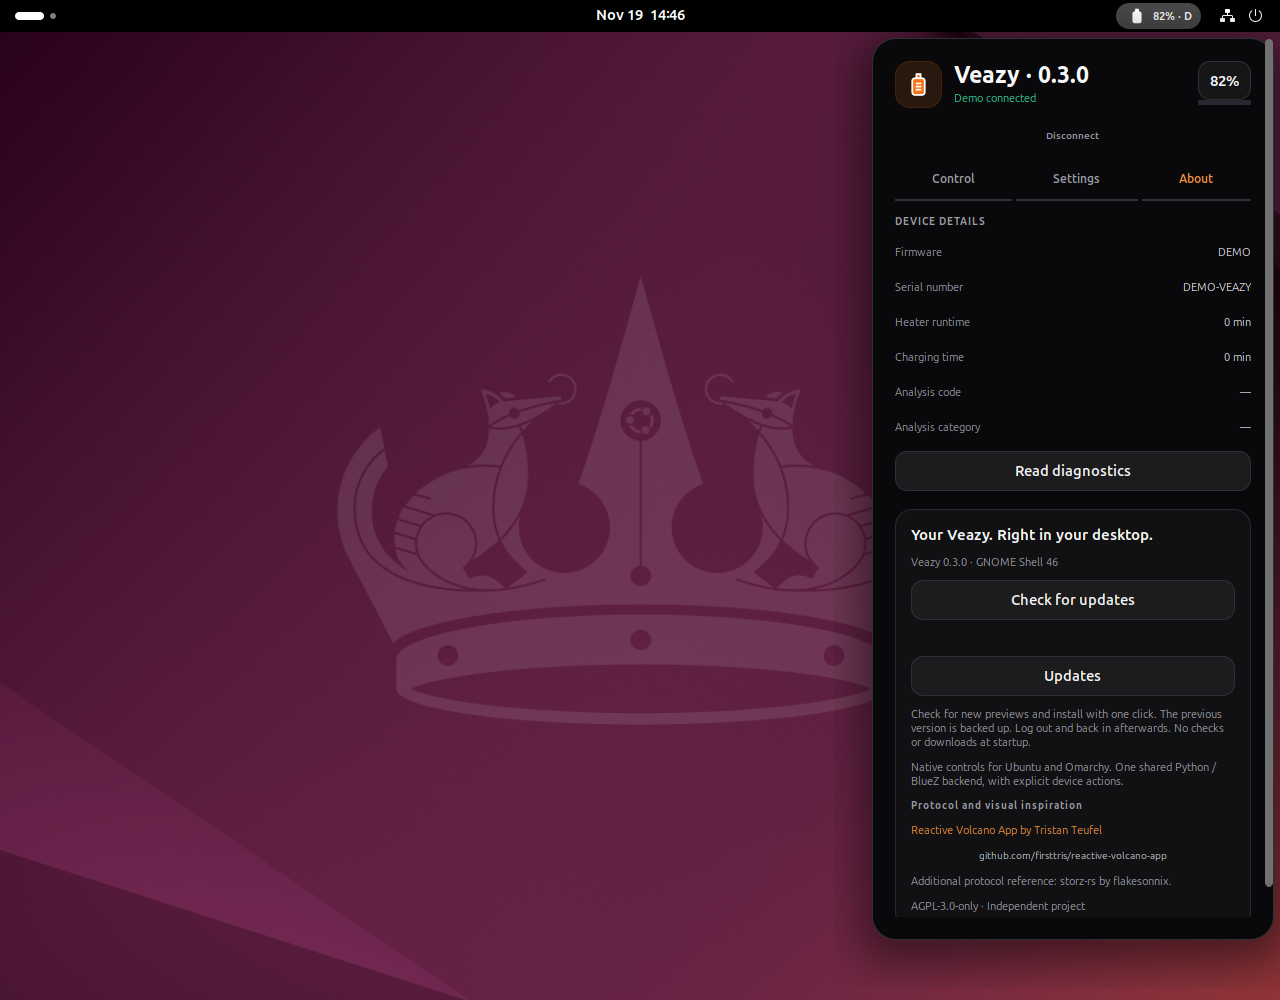 Nov 19 14:46
82% · D
Veazy · 0.3.0
Demo connected
82%
Disconnect
Control Settings About
DEVICE DETAILS
Firmware DEMO
Serial number DEMO-VEAZY
Heater runtime 0 min
Charging time 0 min
Analysis code —
Analysis category —
Read diagnostics
Your Veazy. Right in your desktop.
Veazy 0.3.0 · GNOME Shell 46
Check for updates
Updates
Check for new previews and install with one click. The previous
version is backed up. Log out and back in afterwards. No checks
or downloads at startup.
Native controls for Ubuntu and Omarchy. One shared Python /
BlueZ backend, with explicit device actions.
Protocol and visual inspiration
Reactive Volcano App by Tristan Teufel
github.com/firsttris/reactive-volcano-app
Additional protocol reference: storz-rs by flakesonnix.
AGPL-3.0-only · Independent project